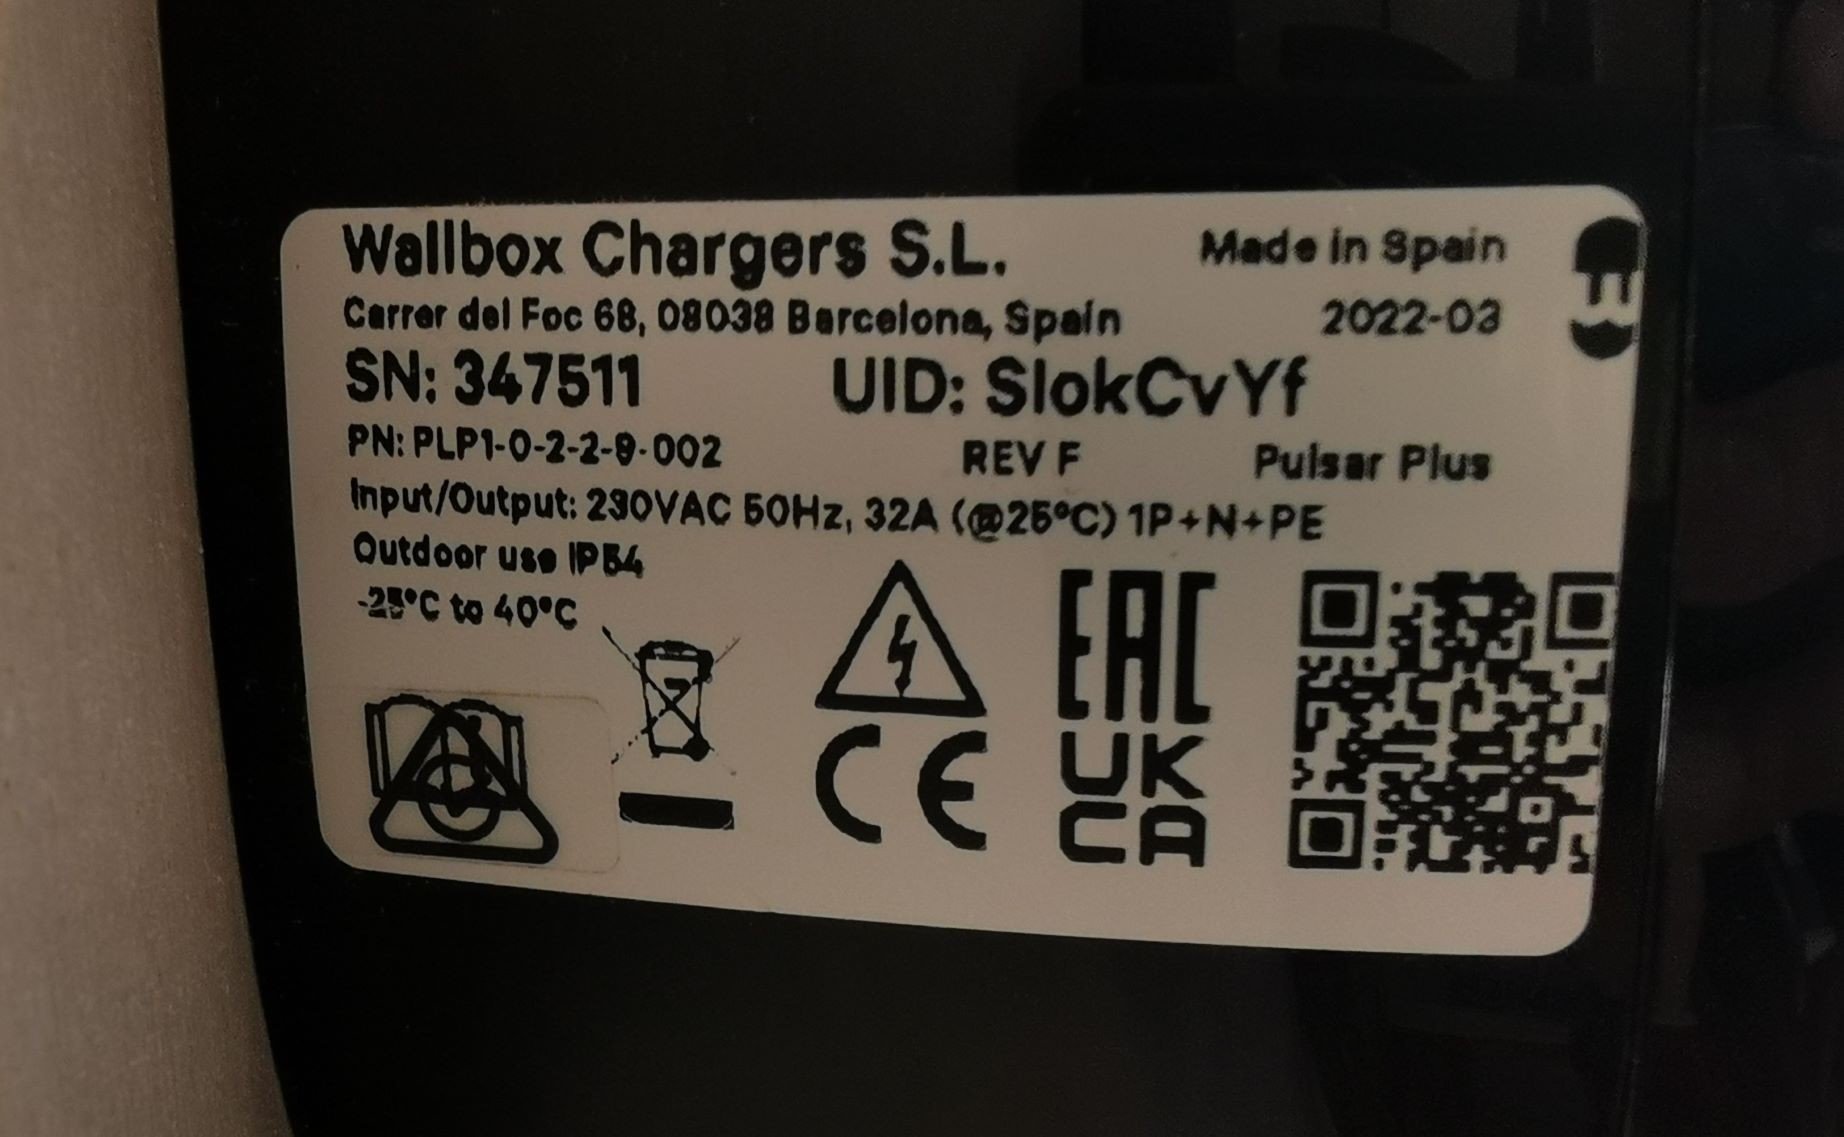 Wallbox Chargers S.L.
Made in Spain
Carrer del Foc 68, 08038 Barcelona, Spain
2022-03
SN: 347511
UID: SlokCvYf
PN: PLP1-0-2-2-9-002
REV F
Pulsar Plus
Input/Output: 230VAC 50Hz, 32A (@25°C) 1P+N+PE
Outdoor use IP54
-25°C to 40°C
EAC
CE
UK
CA